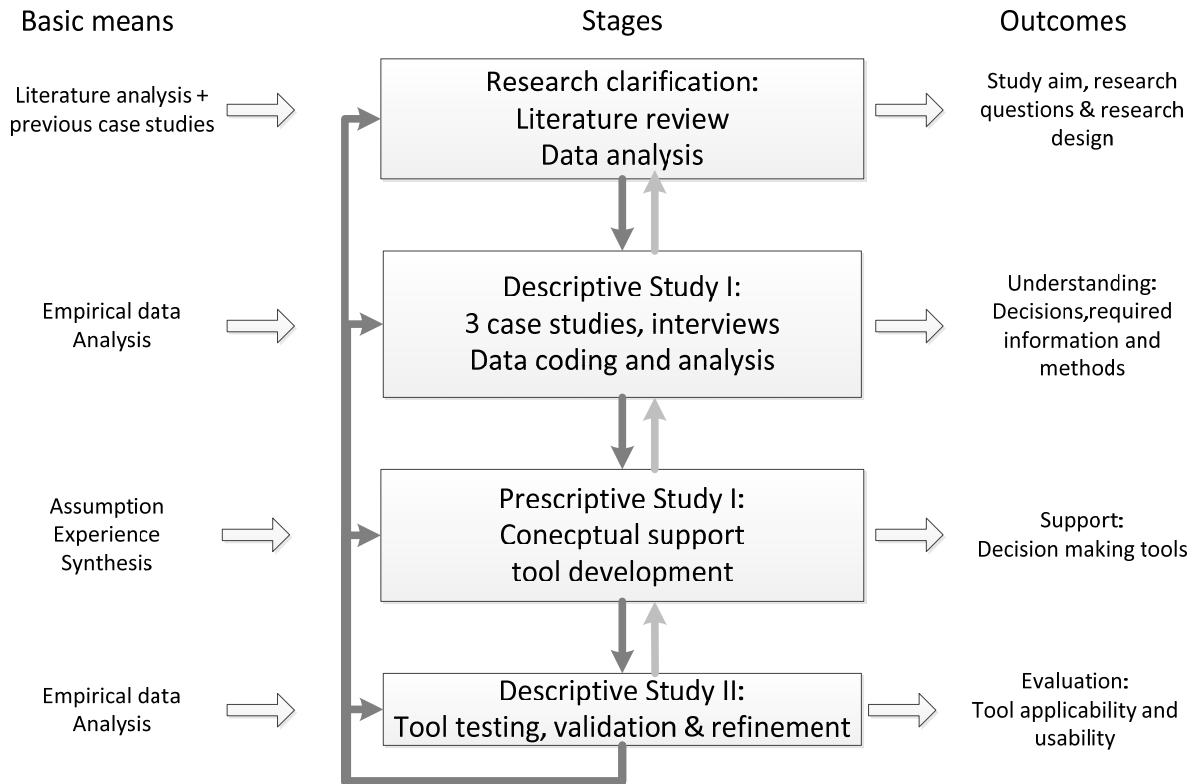 Basic means
Stages
Outcomes
Literature analysis +
previous case studies
Research clarification:
Literature review
Data analysis
Study aim, research
questions & research
design
Empirical data
Analysis
Descriptive Study I:
3 case studies, interviews
Data coding and analysis
Understanding:
Decisions,required
information and
methods
Assumption
Experience
Synthesis
Prescriptive Study I:
Conecptual support
tool development
Support:
Decision making tools
Empirical data
Analysis
Descriptive Study II:
Tool testing, validation & refinement
Evaluation:
Tool applicability and
usability